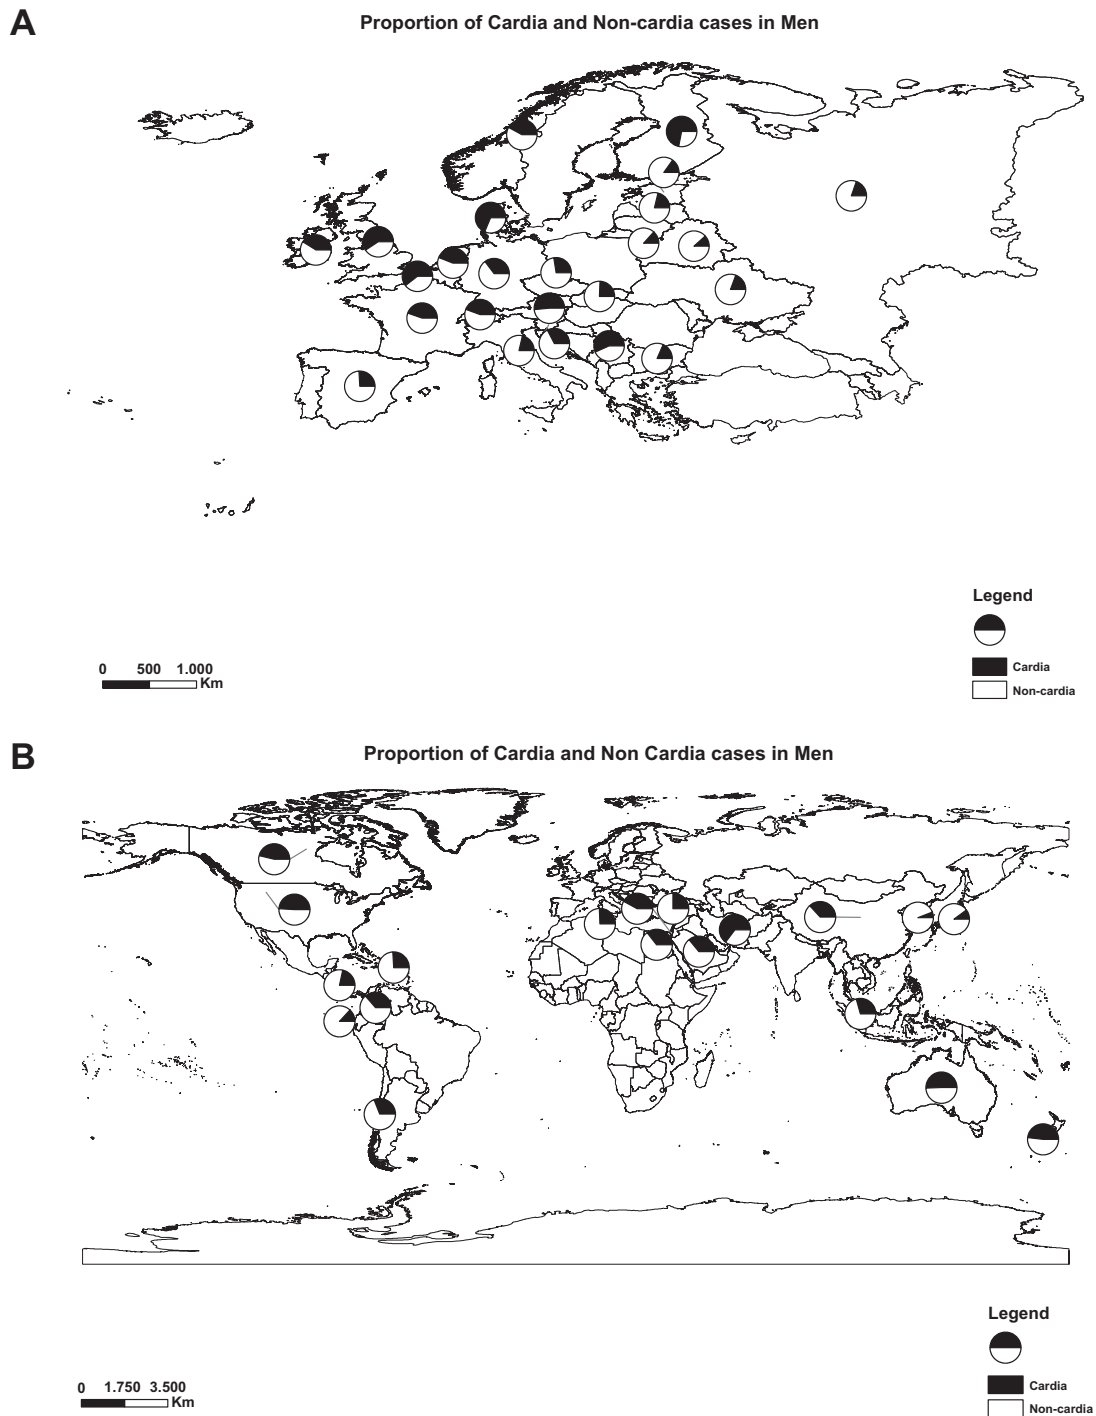 A
Proportion of Cardia and Non-cardia cases in Men
Legend
Cardia
Non-cardia
0 500 1.000
Km
B
Proportion of Cardia and Non Cardia cases in Men
Legend
Cardia
Non-cardia
0 1.750 3.500
Km